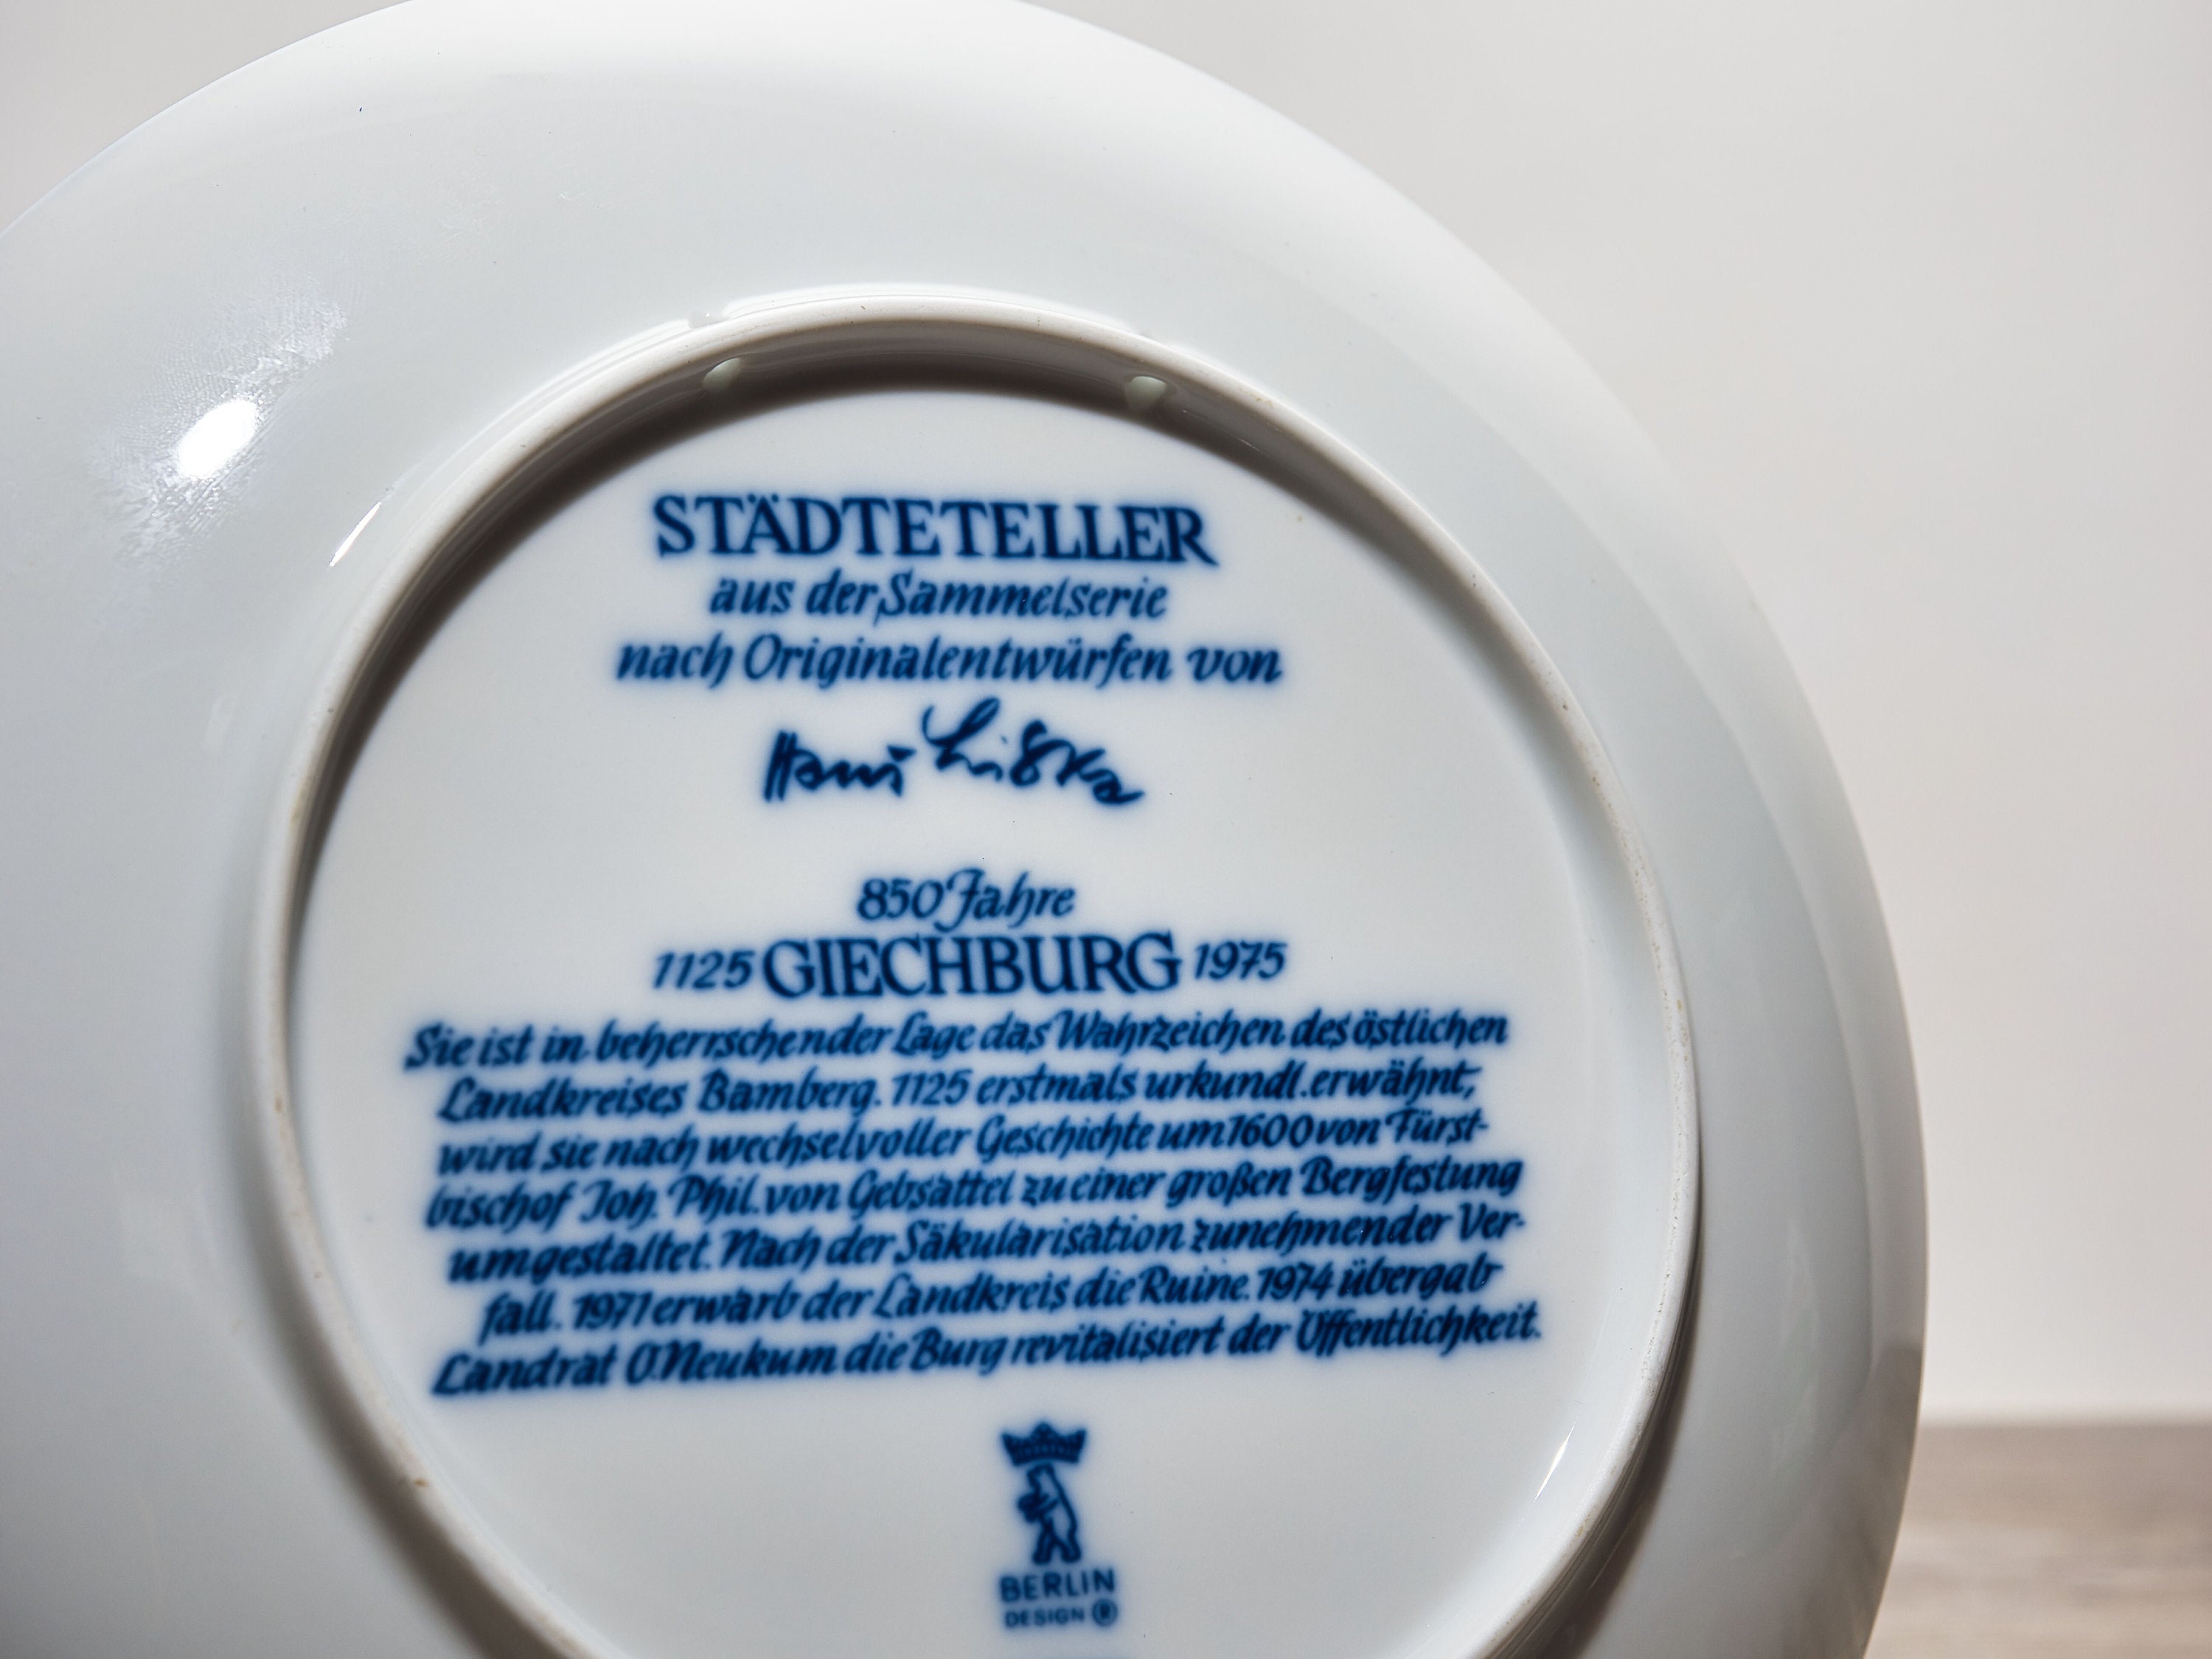 STÄDTETELLER
aus der Sammelserie
nach Originalentwürfen von
Hans Liska
850 Jahre
1125 GIECHBURG 1975
Sie ist in beherrschender Lage das Wahrzeichen des östlichen
Landkreises Bamberg. 1125 erstmals urkundl. erwähnt,
wird sie nach wechselvoller Geschichte um 1600 von Fürst-
bischof Joh. Phil. von Gebsattel zu einer großen Bergfestung
umgestaltet. Nach der Säkularisation zunehmender Ver-
fall. 1971 erwarb der Landkreis die Ruine. 1974 übergab
Landrat O. Neukum die Burg revitalisiert der Öffentlichkeit.
BERLIN
DESIGN ®